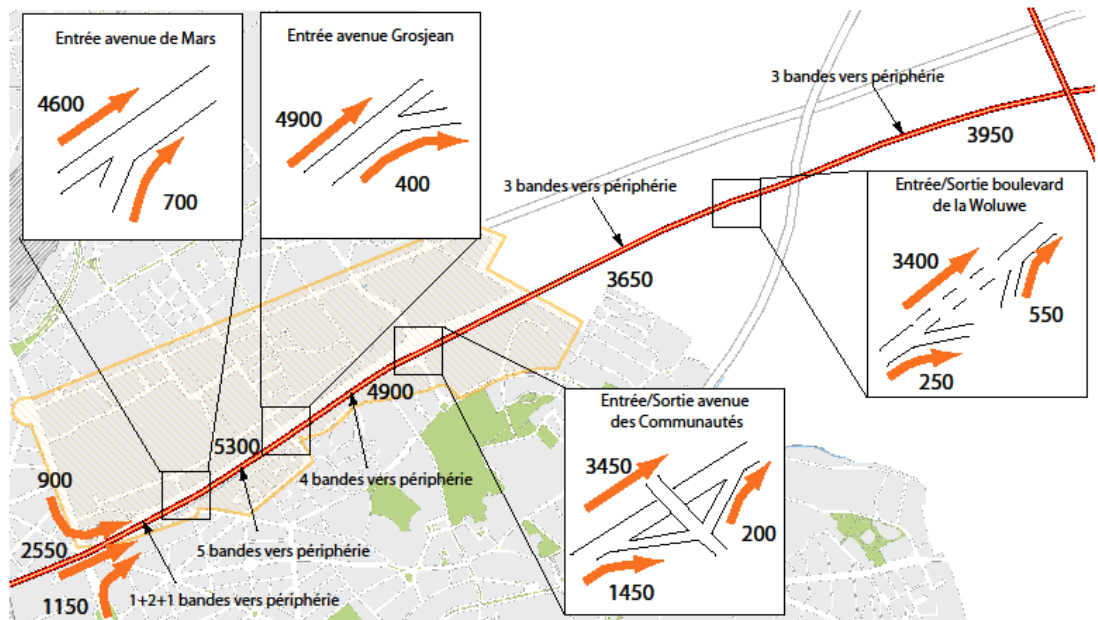 Entrée avenue de Mars
4600
700
Entrée avenue Grosjean
4900
400
3 bandes vers périphérie
3950
3 bandes vers périphérie
3650
Entrée/Sortie boulevard
de la Woluwe
3400
550
250
4900
5300
4 bandes vers périphérie
Entrée/Sortie avenue
des Communautés
3450
200
1450
900
5 bandes vers périphérie
2550
1+2+1 bandes vers périphérie
1150